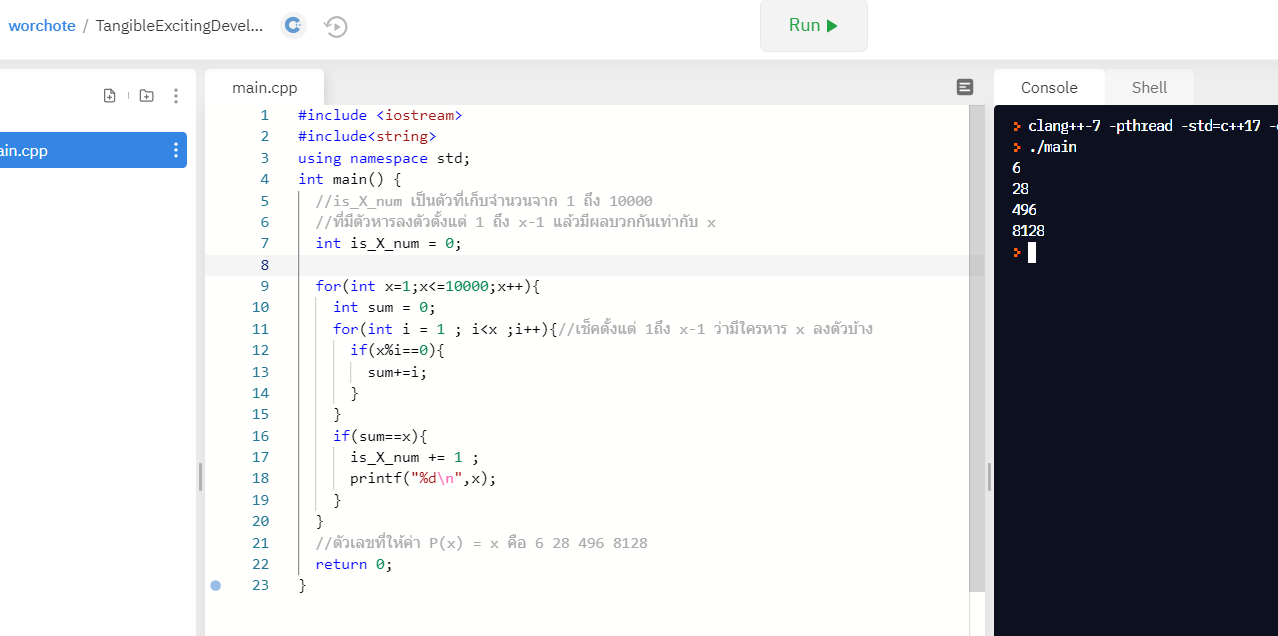 worchote / TangibleExcitingDevel...
Run
main.cpp
Console
Shell
ain.cpp
1 #include <iostream>
2 #include<string>
3 using namespace std;
4 int main() {
5 //is_X_num เป็นตัวที่เก็บจำนวนจาก 1 ถึง 10000
6 //ที่มีตัวหารลงตัวตั้งแต่ 1 ถึง x-1 แล้วมีผลบวกกันเท่ากับ x
7 int is_X_num = 0;
8
9 for(int x=1;x<=10000;x++){
10 int sum = 0;
11 for(int i = 1 ; i<x ;i++){//เช็คตั้งแต่ 1ถึง x-1 ว่ามีใครหาร x ลงตัวบ้าง
12 if(x%i==0){
13 sum+=i;
14 }
15 }
16 if(sum==x){
17 is_X_num += 1 ;
18 printf("%d\n",x);
19 }
20 }
21 //ตัวเลขที่ให้ค่า P(x) = x คือ 6 28 496 8128
22 return 0;
23 }
> clang++-7 -pthread -std=c++17 -
> ./main
6
28
496
8128
>